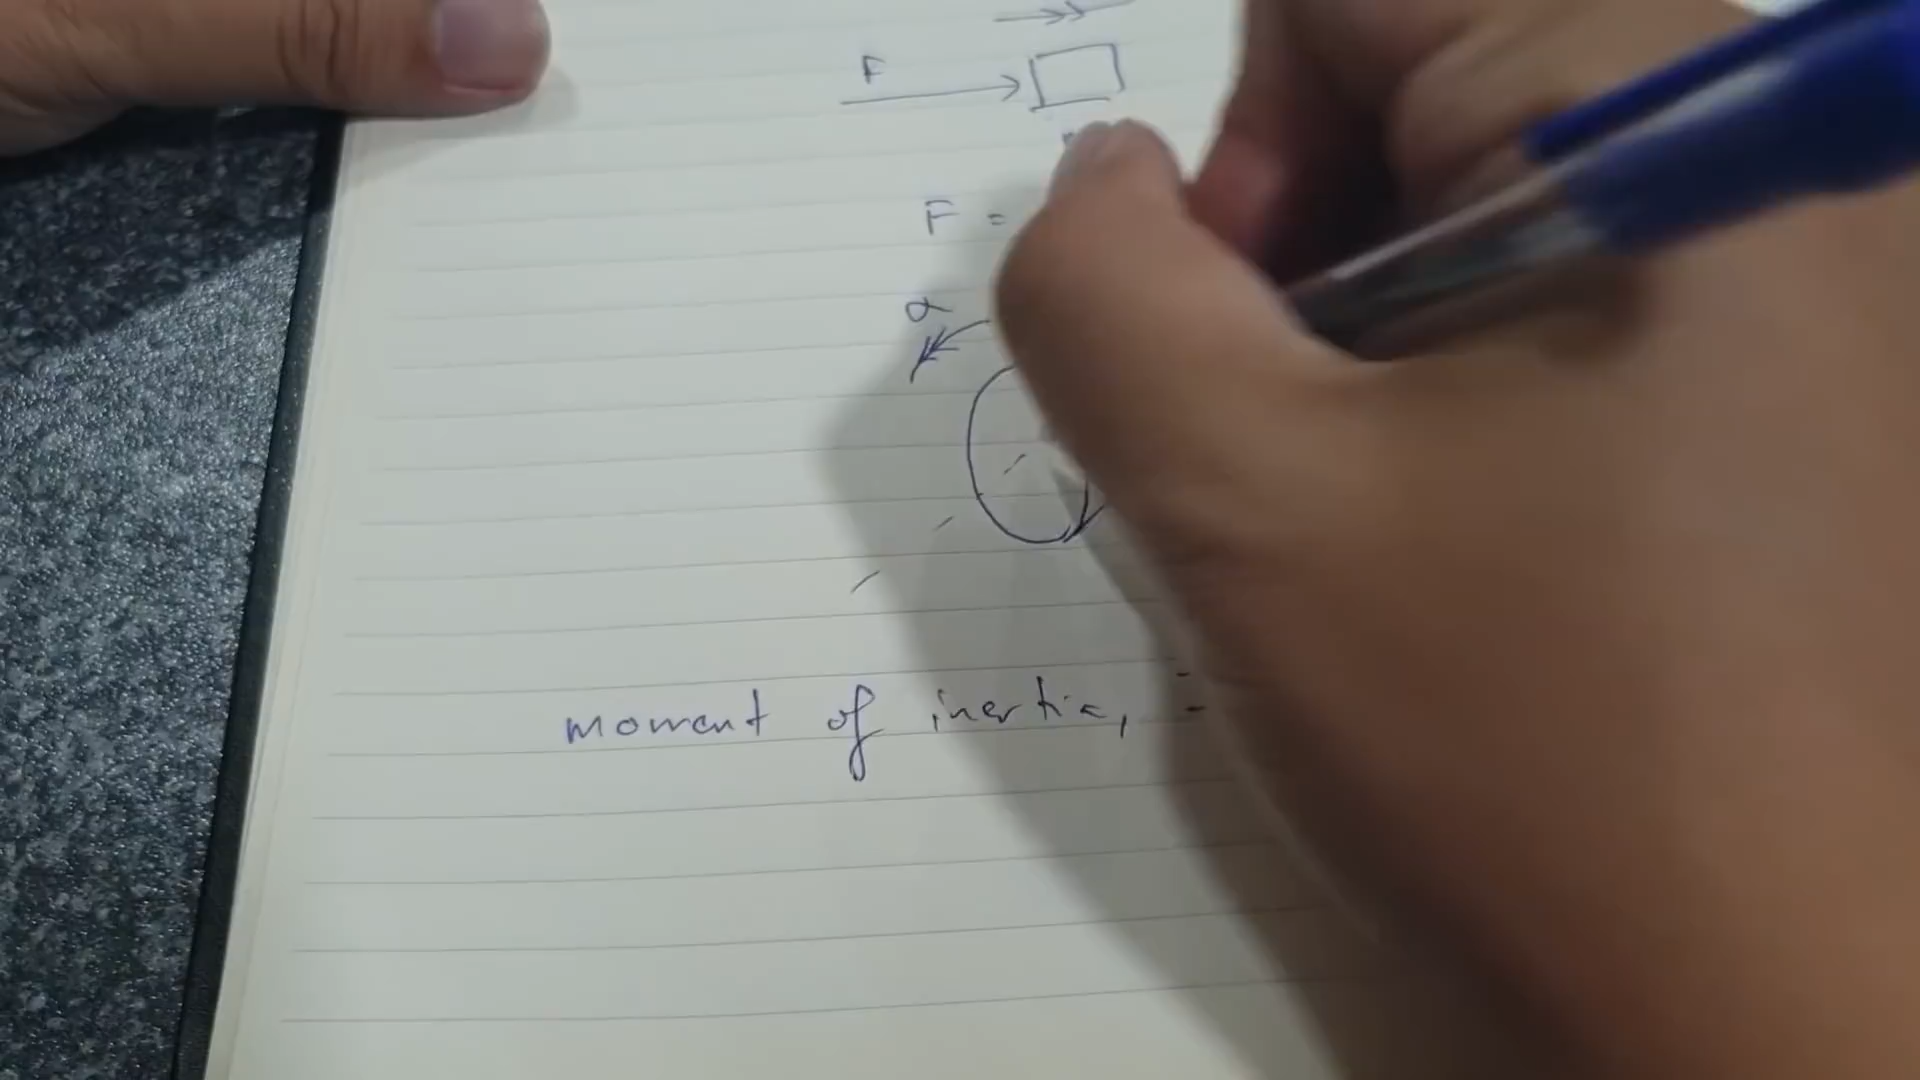 F
F =
α
moment of inertia,